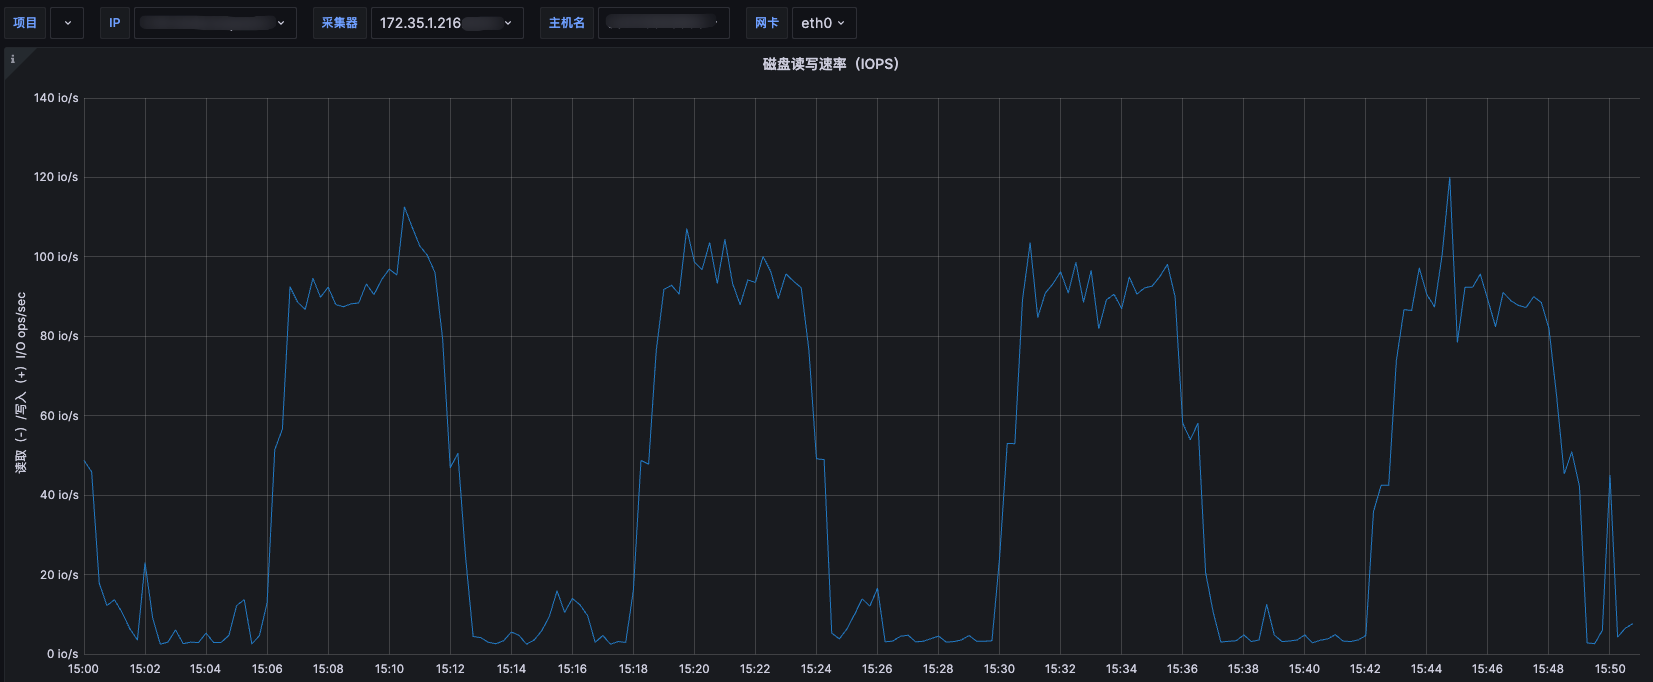 项目 IP 采集器 172.35.1.216 主机名 网卡 eth0
i
磁盘读写速率（IOPS）
读取（-）/写入（+）I/O ops/sec
140 io/s
120 io/s
100 io/s
80 io/s
60 io/s
40 io/s
20 io/s
0 io/s
15:00 15:02 15:04 15:06 15:08 15:10 15:12 15:14 15:16 15:18 15:20 15:22 15:24 15:26 15:28 15:30 15:32 15:34 15:36 15:38 15:40 15:42 15:44 15:46 15:48 15:50